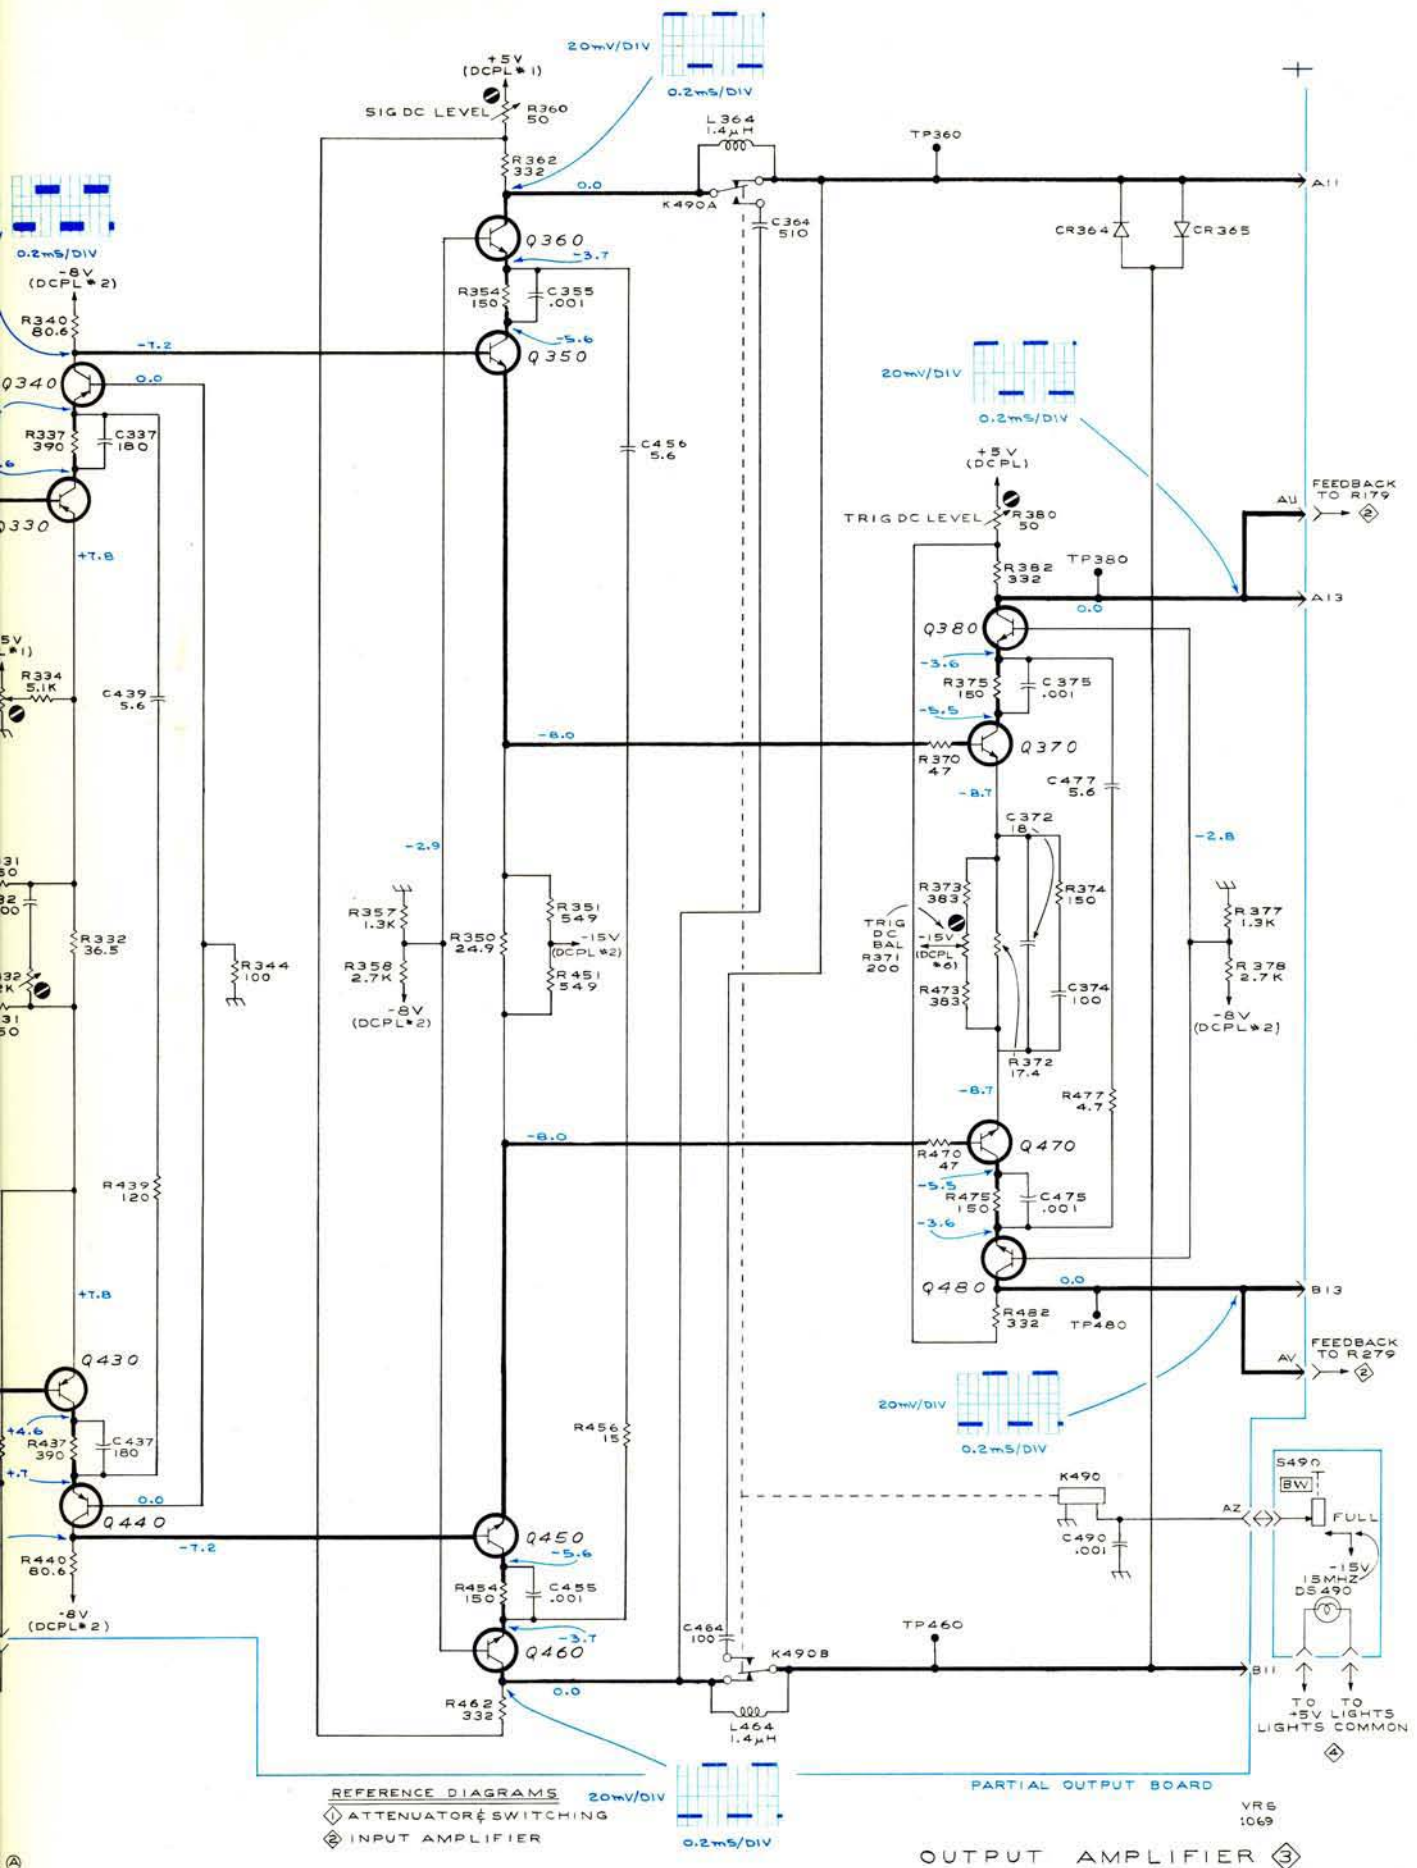 20mV/DIV
0.2mS/DIV
+5V
(DCPL#1)
SIG DC LEVEL
R360
50
R362
332
0.0
L364
1.4µH
K490A
C364
510
TP360
A11
CR364
CR365
0.2mS/DIV
-8V
(DCPL#2)
R340
80.6
-7.2
Q340
0.0
R337
390
C337
180
Q330
+7.8
Q360
-3.7
R354
150
C355
.001
-5.6
Q350
C456
5.6
20mV/DIV
0.2mS/DIV
+5V
(DCPL)
TRIG DC LEVEL
R380
50
R382
332
TP380
0.0
AU
FEEDBACK
TO R179
2
A13
Q380
-3.6
R375
150
C375
.001
-5.5
Q370
-8.0
R370
47
-8.7
C477
5.6
C372
18
-2.8
R334
5.1K
C439
5.6
-2.9
R357
1.3K
R358
2.7K
-8V
(DCPL#2)
R350
24.9
R351
549
-15V
(DCPL#2)
R451
549
R373
383
TRIG
DC
BAL
R371
200
-15V
(DCPL
#6)
R473
383
R374
150
C374
100
R372
17.4
R377
1.3K
R378
2.7K
-8V
(DCPL#2)
R332
36.5
R344
100
-8.7
R477
4.7
-8.0
R470
47
Q470
-5.5
R475
150
C475
.001
-3.6
Q480
0.0
R482
332
TP480
B13
AV
FEEDBACK
TO R279
2
20mV/DIV
0.2mS/DIV
R439
120
+7.8
Q430
+4.6
R437
390
C437
180
+.7
Q440
0.0
-7.2
R440
80.6
-8V
(DCPL#2)
R456
15
Q450
-5.6
R454
150
C455
.001
-3.7
Q460
0.0
R462
332
C464
100
K490B
L464
1.4µH
TP460
B11
K490
C490
.001
AZ
S490
BW
FULL
-15V
15MHZ
DS490
TO
+5V
LIGHTS
TO
LIGHTS
COMMON
4
20mV/DIV
0.2mS/DIV
PARTIAL OUTPUT BOARD
REFERENCE DIAGRAMS
1 ATTENUATOR & SWITCHING
2 INPUT AMPLIFIER
VRS
1069
OUTPUT AMPLIFIER 3
A